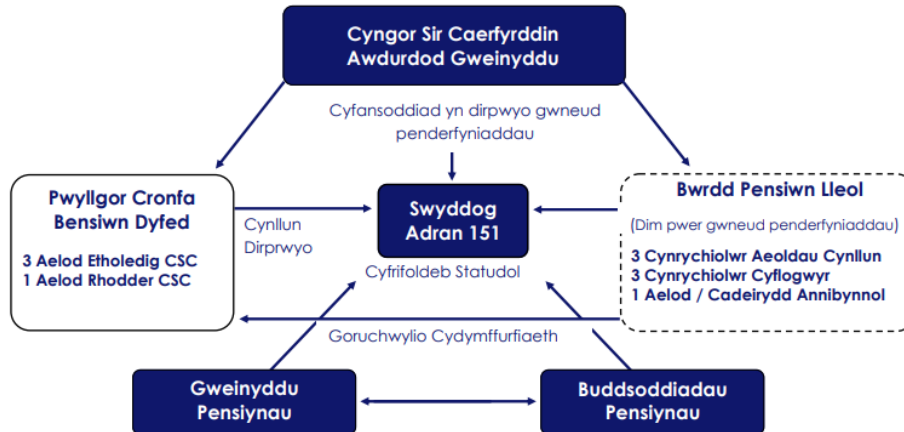 Cyngor Sir Caerfyrddin
Awdurdod Gweinyddu
Cyfansoddiad yn dirpwyo gwneud
penderfyniaddau
Pwyllgor Cronfa
Bensiwn Dyfed
3 Aelod Etholedig CSC
1 Aelod Rhodder CSC
Cynllun
Dirprwyo
Swyddog
Adran 151
Cyfrifoldeb Statudol
Bwrdd Pensiwn Lleol
(Dim pwer gwneud penderfyniaddau)
3 Cynrychiolwr Aeoldau Cynllun
3 Cynrychiolwr Cyflogwyr
1 Aelod / Cadeirydd Annibynnol
Goruchwylio Cydymffurfiaeth
Gweinyddu
Pensiynau
Buddsoddiadau
Pensiynau